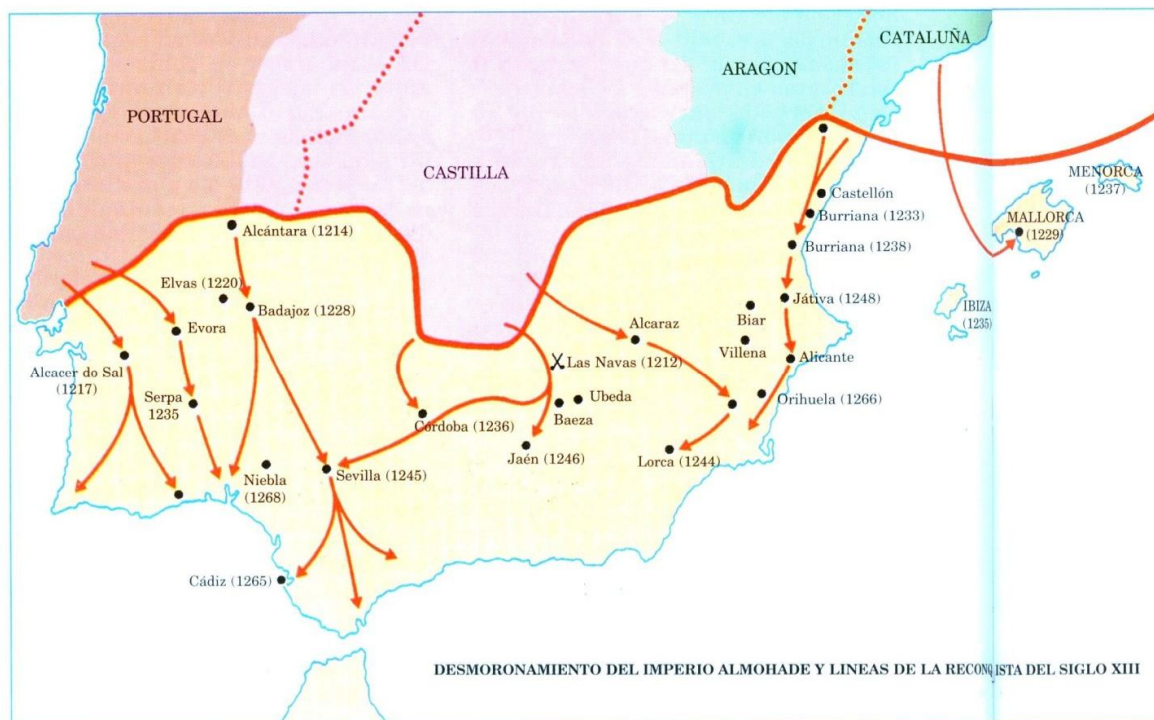 CATALUÑA
ARAGON
PORTUGAL
CASTILLA
MENORCA
(1237)
Castellón
Burriana (1233)
MALLORCA
(1229)
Alcántara (1214)
Burriana (1238)
Elvas (1220)
Badajoz (1228)
Játiva (1248)
IBIZA
(1235)
Evora
Biar
Alcaraz
Villena
Alicante
Las Navas (1212)
Alcacer do Sal
(1217)
Serpa
1235
Ubeda
Baeza
Orihuela (1266)
Córdoba (1236)
Jaén (1246)
Lorca (1244)
Niebla
(1268)
Sevilla (1245)
Cádiz (1265)
DESMORONAMIENTO DEL IMPERIO ALMOHADE Y LINEAS DE LA RECONQUISTA DEL SIGLO XIII